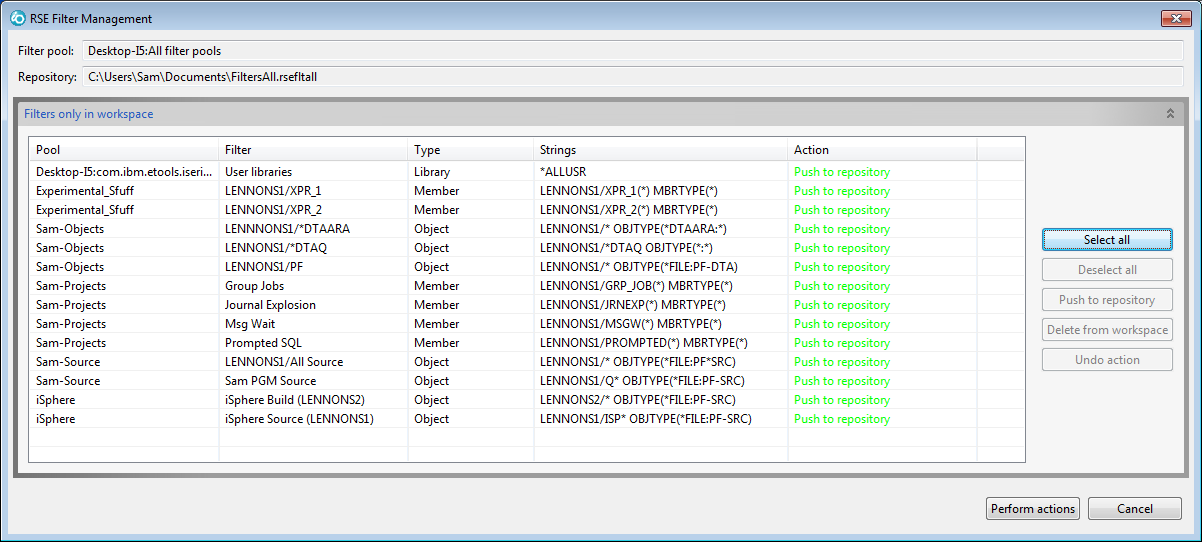 RSE Filter Management
Filter pool: Desktop-I5:All filter pools
Repository: C:\Users\Sam\Documents\FiltersAll.rsefltall
Filters only in workspace
Pool Filter Type Strings Action
Desktop-I5:com.ibm.etools.iseri... User libraries Library *ALLUSR Push to repository
Experimental_Sfuff LENNONS1/XPR_1 Member LENNONS1/XPR_1(*) MBRTYPE(*) Push to repository
Experimental_Sfuff LENNONS1/XPR_2 Member LENNONS1/XPR_2(*) MBRTYPE(*) Push to repository
Sam-Objects LENNNONS1/*DTAARA Object LENNONS1/* OBJTYPE(*DTAARA:*) Push to repository
Sam-Objects LENNONS1/*DTAQ Object LENNONS1/*DTAQ OBJTYPE(*:*) Push to repository
Sam-Objects LENNONS1/PF Object LENNONS1/* OBJTYPE(*FILE:PF-DTA) Push to repository
Sam-Projects Group Jobs Member LENNONS1/GRP_JOB(*) MBRTYPE(*) Push to repository
Sam-Projects Journal Explosion Member LENNONS1/JRNEXP(*) MBRTYPE(*) Push to repository
Sam-Projects Msg Wait Member LENNONS1/MSGW(*) MBRTYPE(*) Push to repository
Sam-Projects Prompted SQL Member LENNONS1/PROMPTED(*) MBRTYPE(*) Push to repository
Sam-Source LENNONS1/All Source Object LENNONS1/* OBJTYPE(*FILE:PF*SRC) Push to repository
Sam-Source Sam PGM Source Object LENNONS1/Q* OBJTYPE(*FILE:PF-SRC) Push to repository
iSphere iSphere Build (LENNONS2) Object LENNONS2/* OBJTYPE(*FILE:PF-SRC) Push to repository
iSphere iSphere Source (LENNONS1) Object LENNONS1/ISP* OBJTYPE(*FILE:PF-SRC) Push to repository
Select all
Deselect all
Push to repository
Delete from workspace
Undo action
Perform actions Cancel